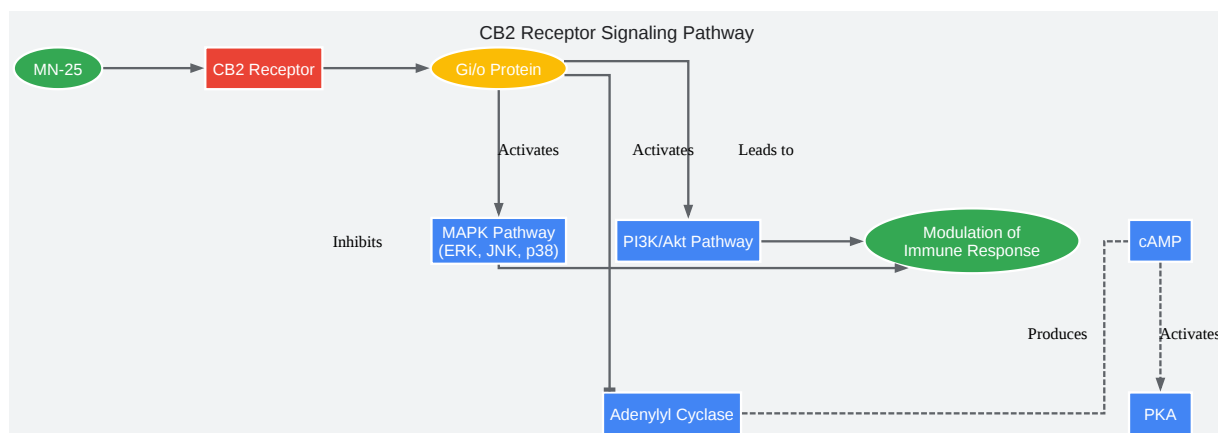 CB2 Receptor Signaling Pathway
MN-25
CB2 Receptor
Gi/o Protein
Activates
Activates
Leads to
Inhibits
MAPK Pathway
(ERK, JNK, p38)
PI3K/Akt Pathway
Modulation of
Immune Response
cAMP
Produces
Activates
Adenylyl Cyclase
PKA